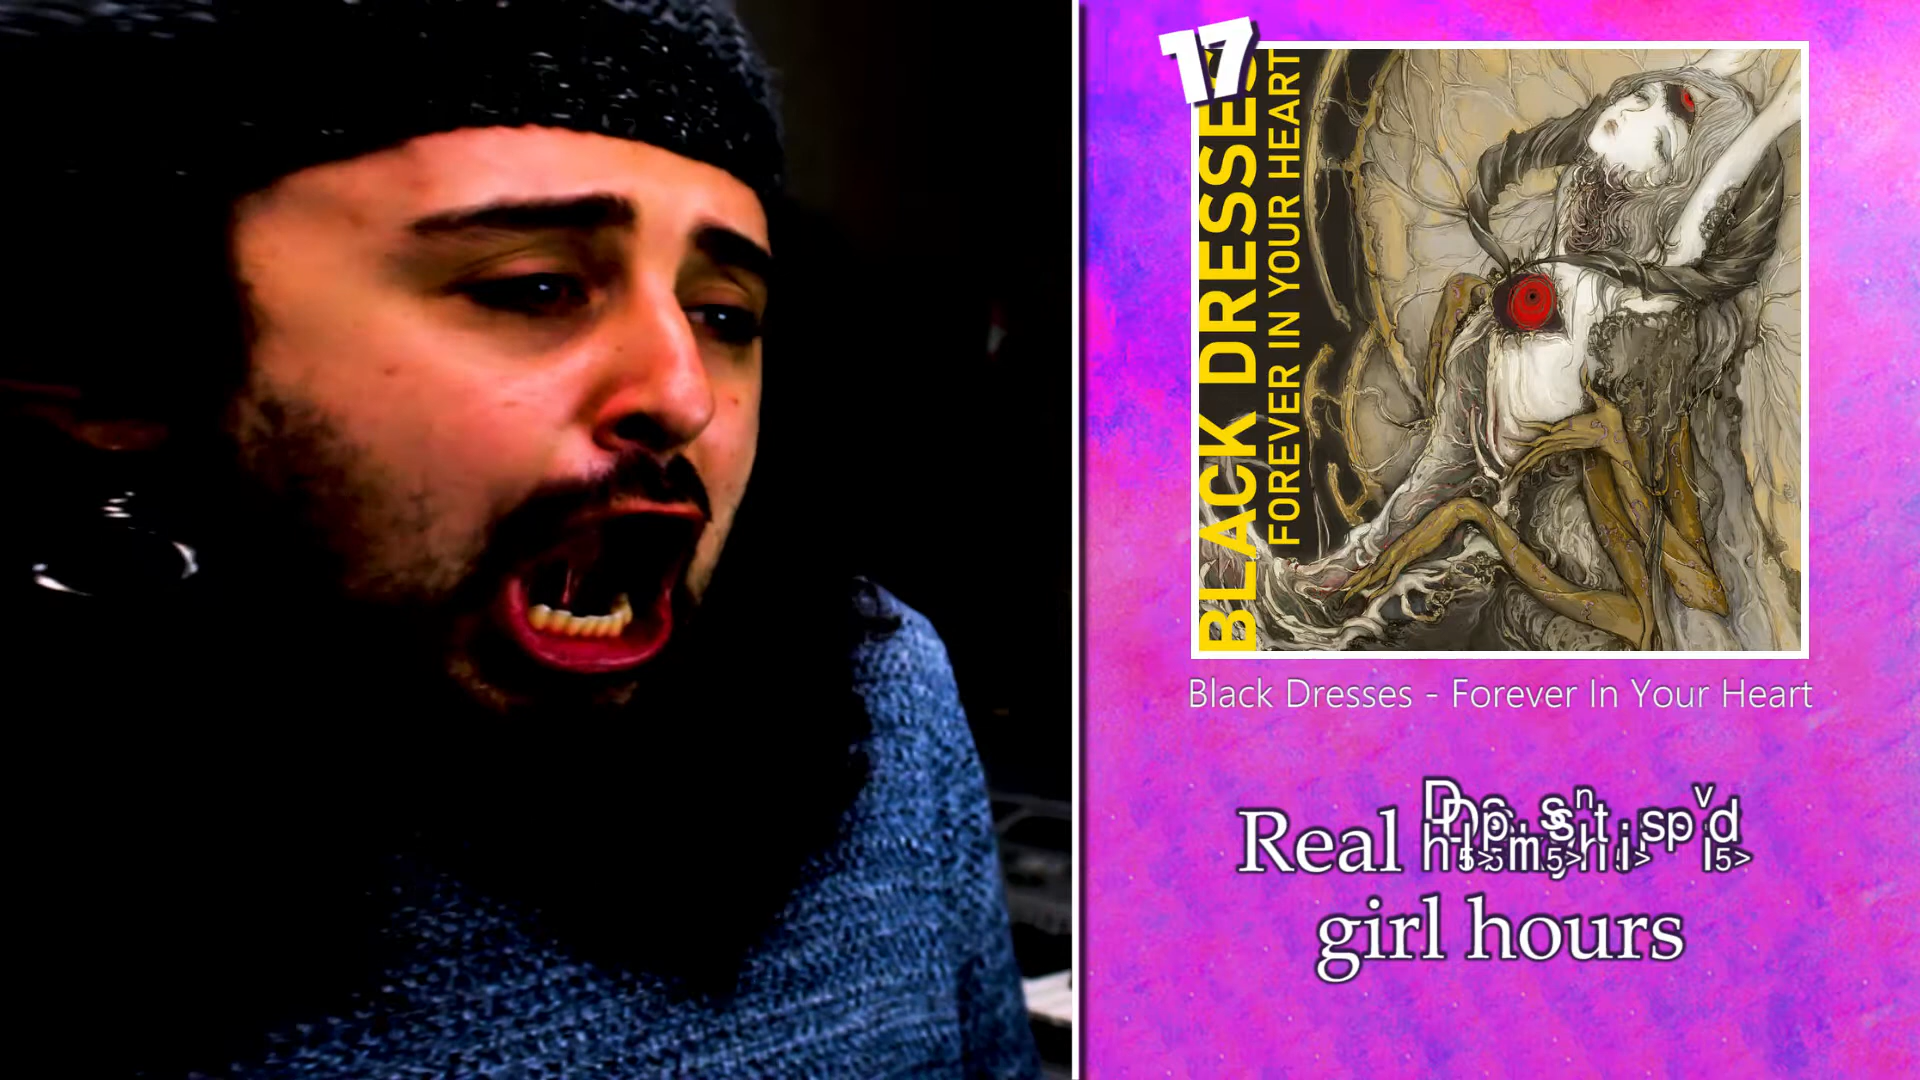 17
BLACK DRESSES
FOREVER IN YOUR HEART
Black Dresses - Forever In Your Heart
Real
girl hours